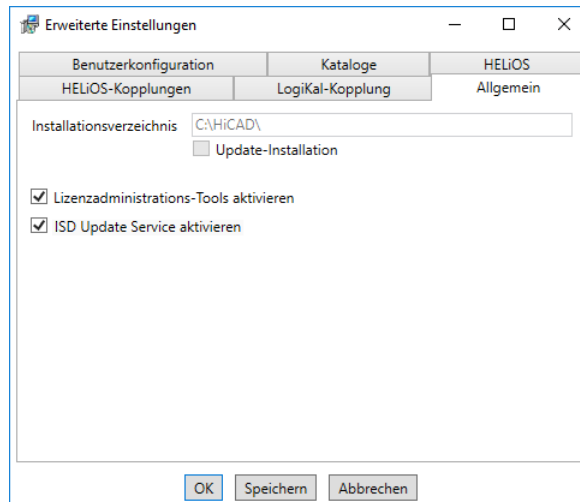 Erweiterte Einstellungen
Benutzerkonfiguration Kataloge HELiOS
HELiOS-Kopplungen LogiKal-Kopplung Allgemein
Installationsverzeichnis C:\HiCAD\
Update-Installation
Lizenzadministrations-Tools aktivieren
ISD Update Service aktivieren
OK Speichern Abbrechen